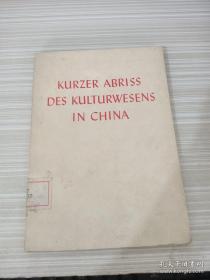 KURZER ABRISS
DES KULTURWESENS
IN CHINA